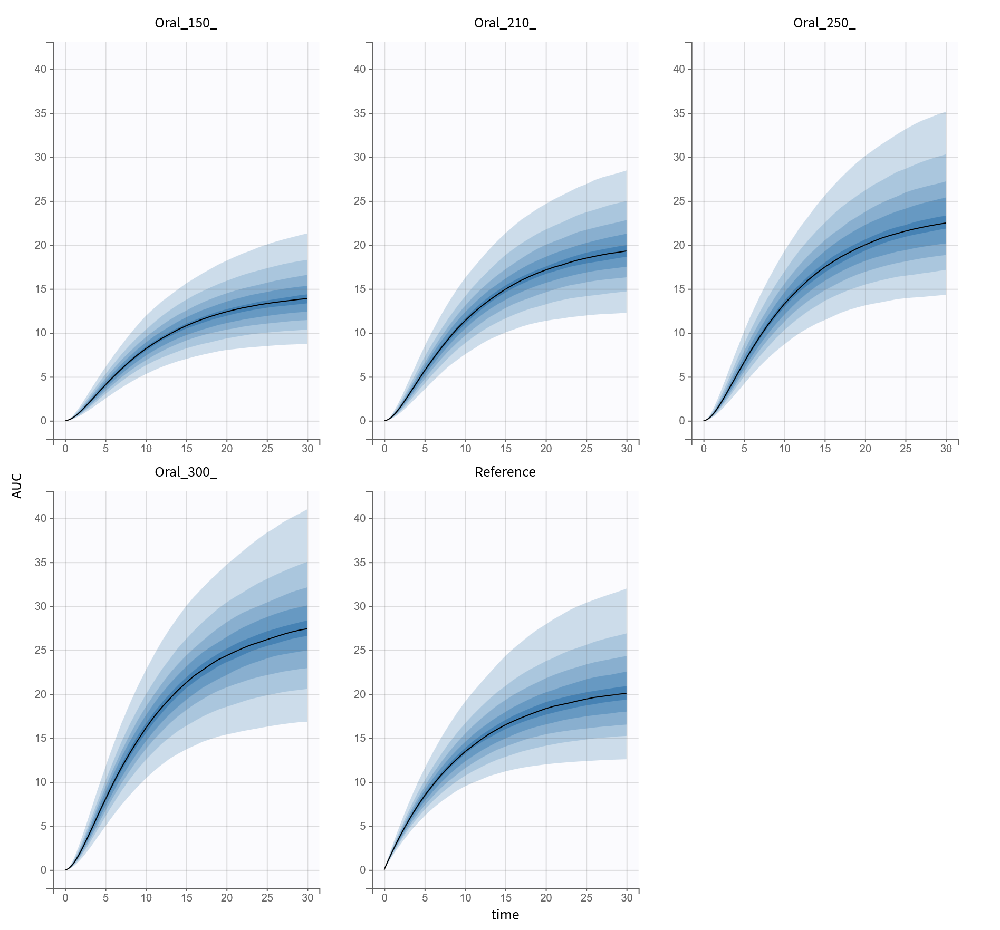 Oral_150_ Oral_210_ Oral_250_
40 40 40
35 35 35
30 30 30
25 25 25
20 20 20
15 15 15
10 10 10
5 5 5
0 0 0
0 5 10 15 20 25 30 0 5 10 15 20 25 30 0 5 10 15 20 25 30
Oral_300_ Reference
AUC
40 40
35 35
30 30
25 25
20 20
15 15
10 10
5 5
0 0
0 5 10 15 20 25 30 0 5 10 15 20 25 30
time